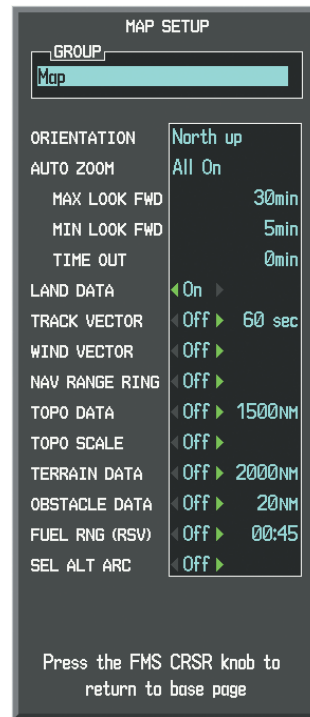 MAP SETUP
GROUP
Map
ORIENTATION North up
AUTO ZOOM All On
MAX LOOK FWD 30min
MIN LOOK FWD 5min
TIME OUT 0min
LAND DATA On
TRACK VECTOR Off 60 sec
WIND VECTOR Off
NAV RANGE RING Off
TOPO DATA Off 1500NM
TOPO SCALE Off
TERRAIN DATA Off 2000NM
OBSTACLE DATA Off 20NM
FUEL RNG (RSV) Off 00:45
SEL ALT ARC Off
Press the FMS CRSR knob to
return to base page